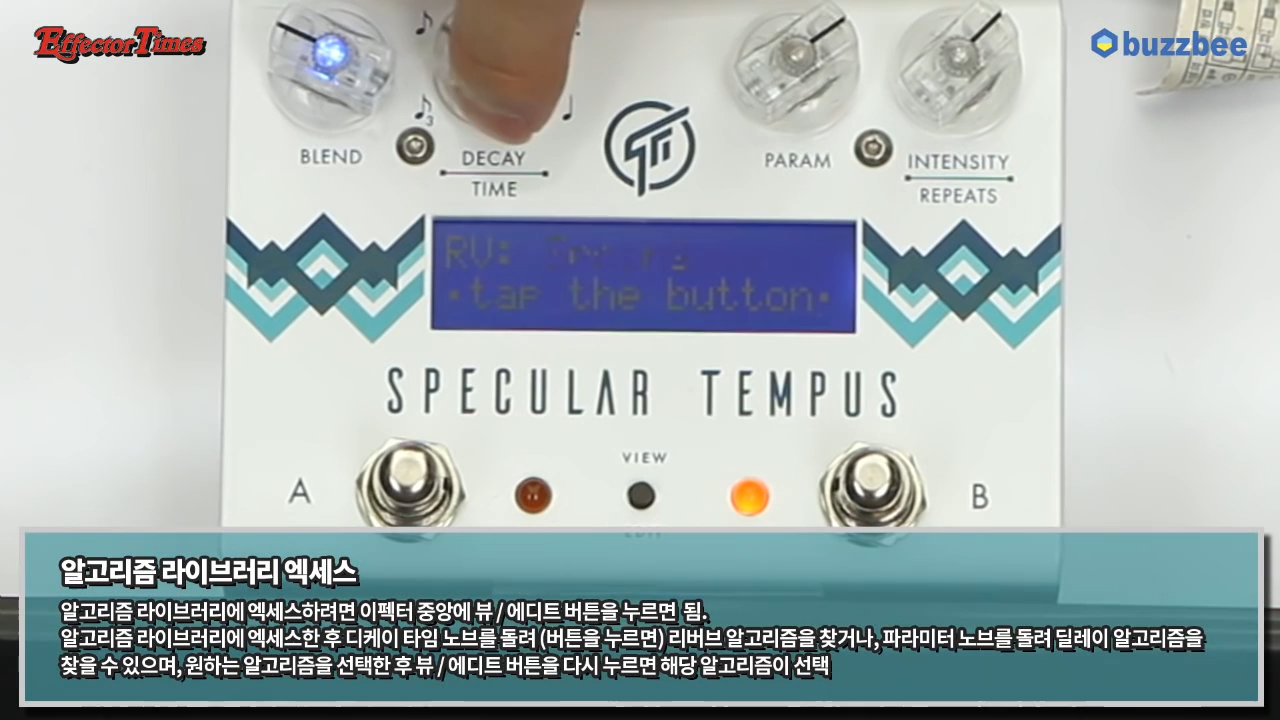 Effector Times
buzzbee
BLEND
DECAY
TIME
PARAM
INTENSITY
REPEATS
RV:
tap the button
SPECULAR TEMPUS
VIEW
A
B
EDIT
알고리즘 라이브러리 엑세스
알고리즘 라이브러리에 엑세스하려면 이펙터 중앙에 뷰 / 에디트 버튼을 누르면 됨.
알고리즘 라이브러리에 엑세스한 후 디케이 타임 노브를 돌려 (버튼을 누르면) 리버브 알고리즘을 찾거나, 파라미터 노브를 돌려 딜레이 알고리즘을
찾을 수 있으며, 원하는 알고리즘을 선택한 후 뷰 / 에디트 버튼을 다시 누르면 해당 알고리즘이 선택